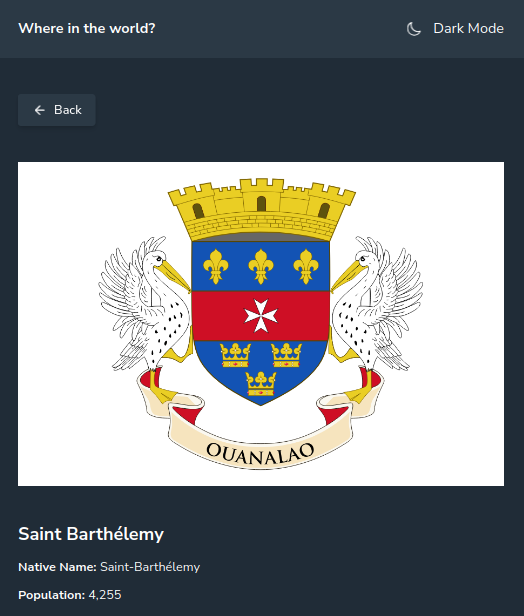 Where in the world?
Dark Mode
Back
OUANALAO
Saint Barthélemy
Native Name: Saint-Barthélemy
Population: 4,255